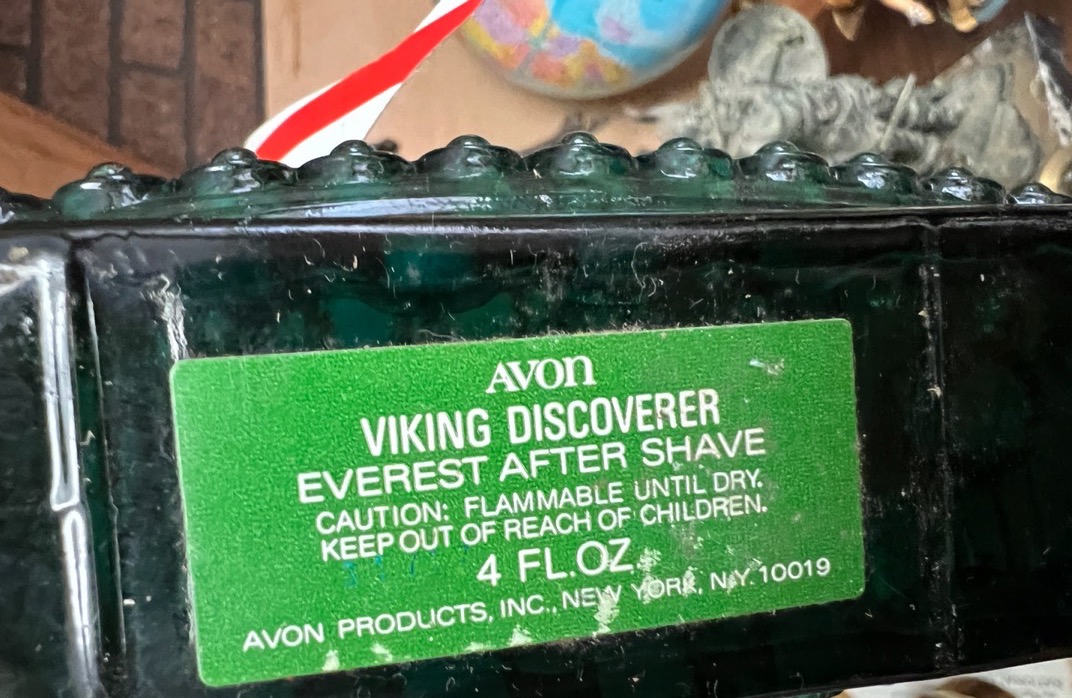 AVON
VIKING DISCOVERER
EVEREST AFTER SHAVE
CAUTION: FLAMMABLE UNTIL DRY.
KEEP OUT OF REACH OF CHILDREN.
4 FL.OZ.
AVON PRODUCTS, INC., NEW YORK, N.Y. 10019